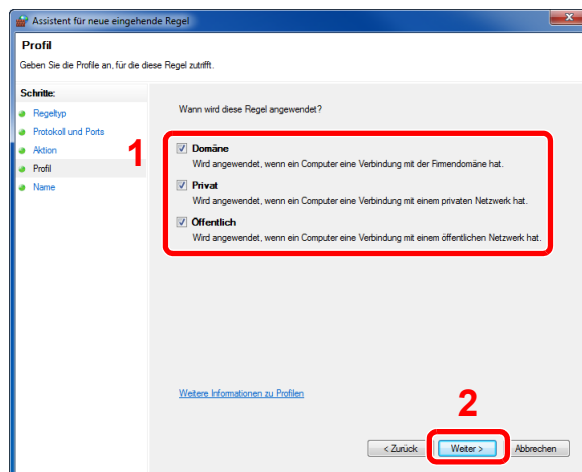 Assistent für neue eingehende Regel
Profil
Geben Sie die Profile an, für die diese Regel zutrifft.
Schritte:
Regeltyp
Protokoll und Ports
Aktion
Profil
Name
Wann wird diese Regel angewendet?
1
Domäne
Wird angewendet, wenn ein Computer eine Verbindung mit der Firmendomäne hat.
Privat
Wird angewendet, wenn ein Computer eine Verbindung mit einem privaten Netzwerk hat.
Öffentlich
Wird angewendet, wenn ein Computer eine Verbindung mit einem öffentlichen Netzwerk hat.
Weitere Informationen zu Profilen
2
< Zurück Weiter > Abbrechen